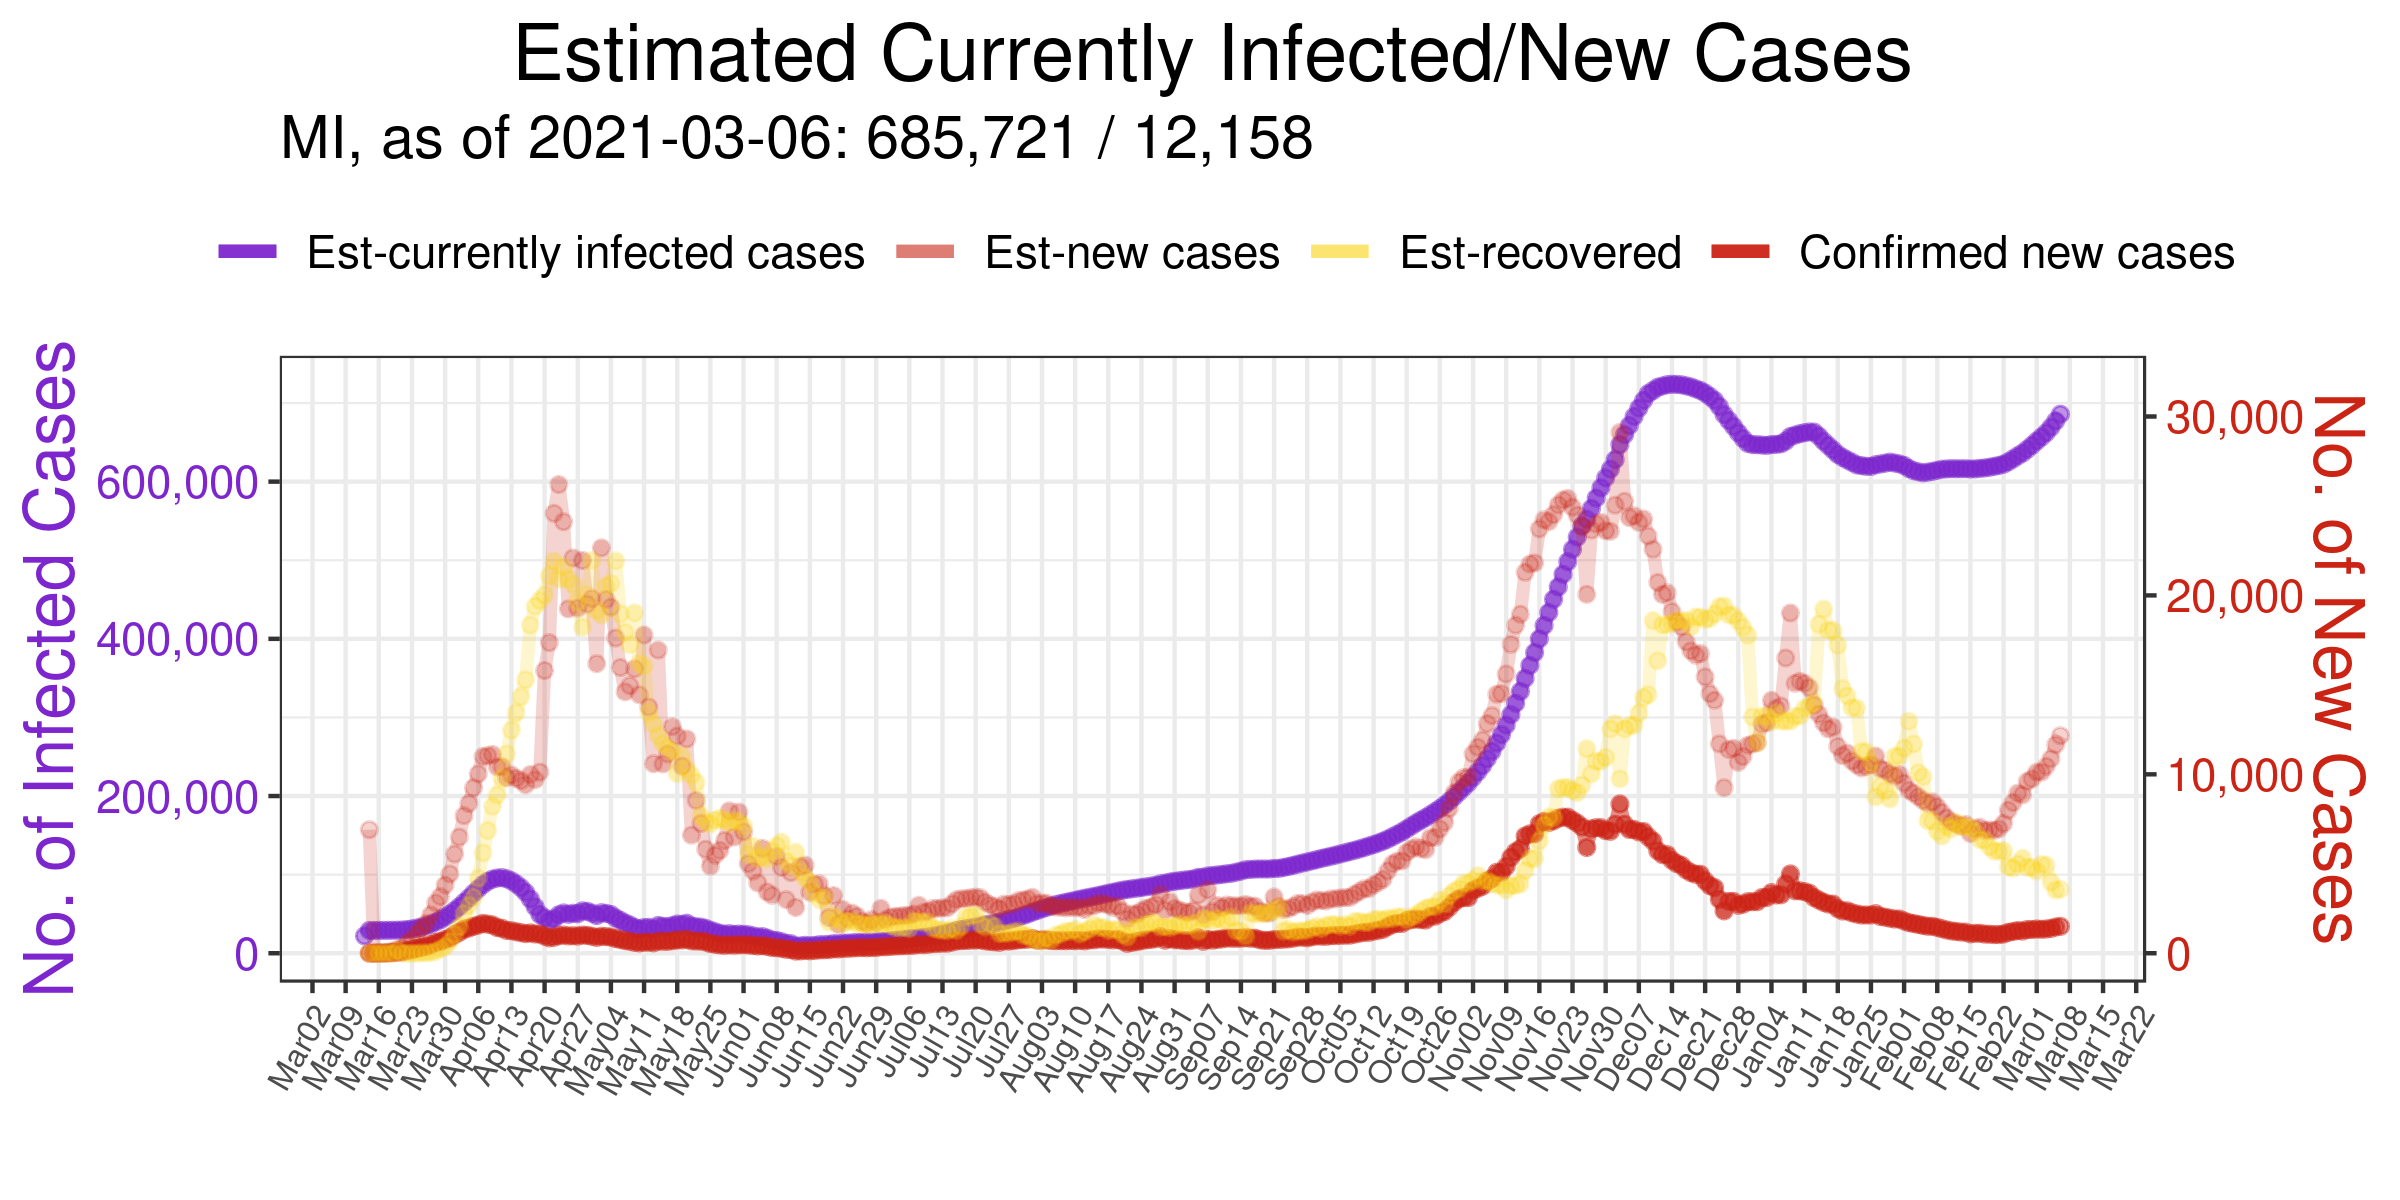 Estimated Currently Infected/New Cases
MI, as of 2021-03-06: 685,721 / 12,158
Est-currently infected cases
Est-new cases
Est-recovered
Confirmed new cases
No. of Infected Cases
600,000
400,000
200,000
0
30,000
20,000
10,000
0
No. of New Cases
Mar02
Mar09
Mar16
Mar23
Mar30
Apr06
Apr13
Apr20
Apr27
May04
May11
May18
May25
Jun01
Jun08
Jun15
Jun22
Jun29
Jul06
Jul13
Jul20
Jul27
Aug03
Aug10
Aug17
Aug24
Aug31
Sep07
Sep14
Sep21
Sep28
Oct05
Oct12
Oct19
Oct26
Nov02
Nov09
Nov16
Nov23
Nov30
Dec07
Dec14
Dec21
Dec28
Jan04
Jan11
Jan18
Jan25
Feb01
Feb08
Feb15
Feb22
Mar01
Mar08
Mar15
Mar22